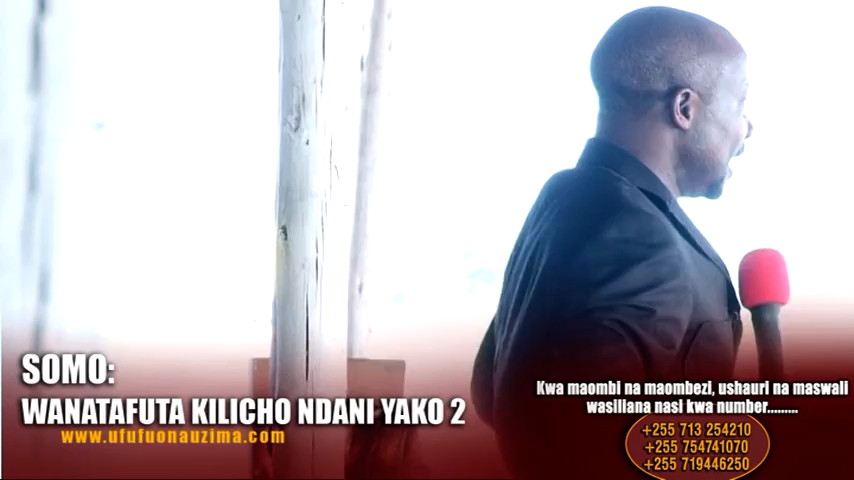 SOMO:
WANATAFUTA KILICHO NDANI YAKO 2
www.ufufuonauzima.com
Kwa maombi na maombezi, ushauri na maswali
wasiliana nasi kwa number.........
+255 713 254210
+255 754741070
+255 719446250